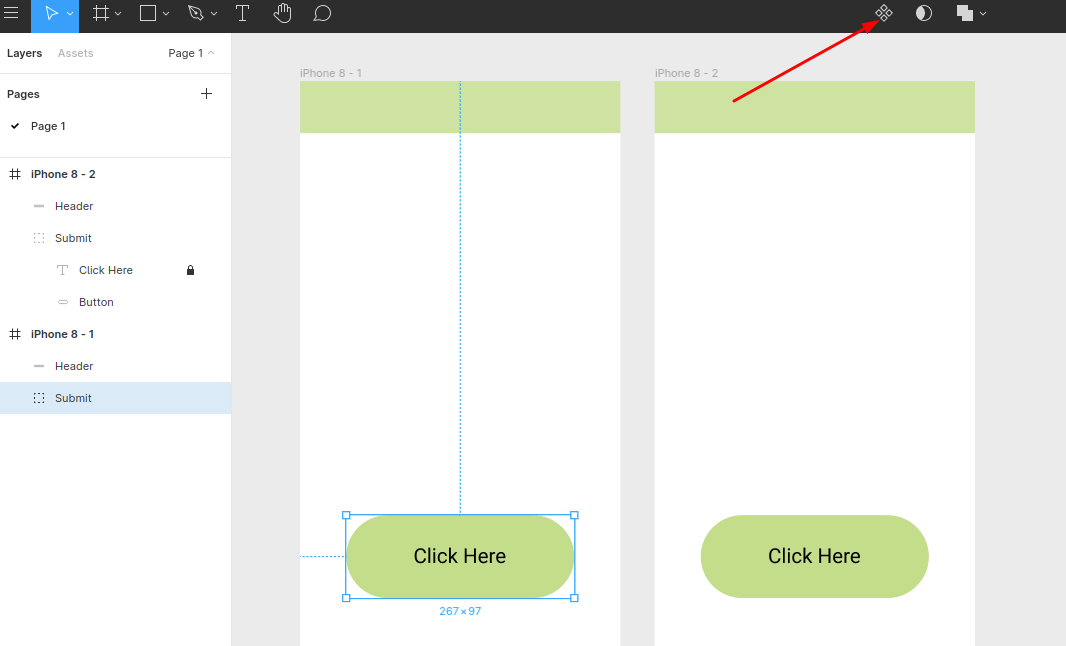 Layers Assets Page 1
Pages
Page 1
iPhone 8 - 2
Header
Submit
Click Here
Button
iPhone 8 - 1
Header
Submit
iPhone 8 - 1
iPhone 8 - 2
Click Here
267 × 97
Click Here